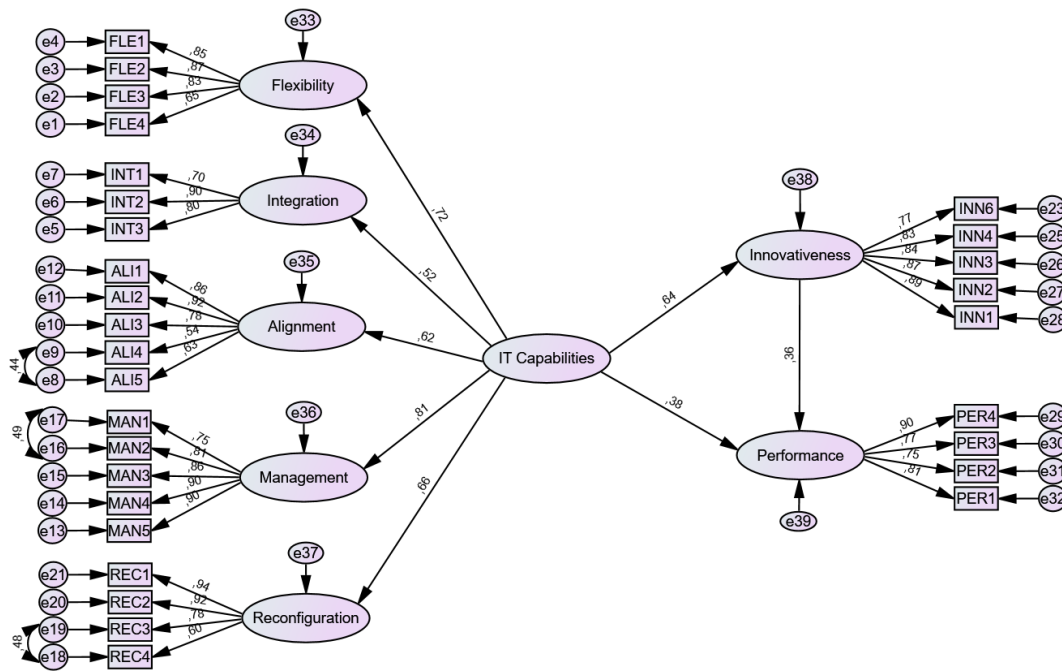 e33
e4 FLE1 ,85
e3 FLE2 ,87
e2 FLE3 ,83
e1 FLE4 ,65
Flexibility
e34
e7 INT1 ,70
e6 INT2 ,90
e5 INT3 ,80
Integration
e35
e12 ALI1 ,86
e11 ALI2 ,92
e10 ALI3 ,78
e9 ALI4 ,54
e8 ALI5 ,63
,44
Alignment
e36
e17 MAN1 ,75
e16 MAN2 ,81
e15 MAN3 ,86
e14 MAN4 ,90
e13 MAN5 ,90
,49
Management
e37
e21 REC1 ,94
e20 REC2 ,92
e19 REC3 ,78
e18 REC4 ,60
,48
Reconfiguration
,72
,52
,62
,81
,66
IT Capabilities
,64
,38
e38
Innovativeness
,77 INN6 e23
,83 INN4 e25
,84 INN3 e26
,87 INN2 e27
,89 INN1 e28
,36
Performance
e39
,90 PER4 e29
,77 PER3 e30
,75 PER2 e31
,81 PER1 e32